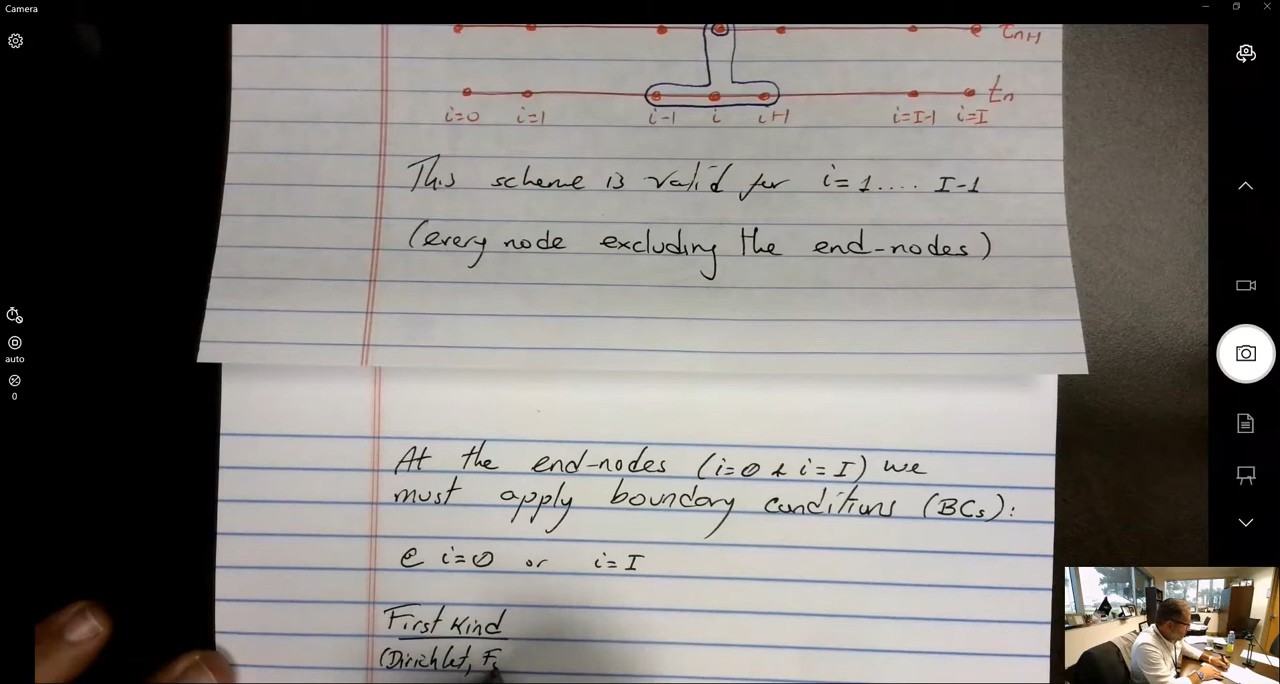 Camera
tn+1
tn
i=0 i=1 i-1 i i+1 i=I-1 i=I
This scheme is valid for i=1.... I-1
(every node excluding the end-nodes)
At the end-nodes (i=0 & i=I) we
must apply boundary conditions (BCs):
@ i=0 or i=I
First Kind
(Dirichlet, F
auto
0